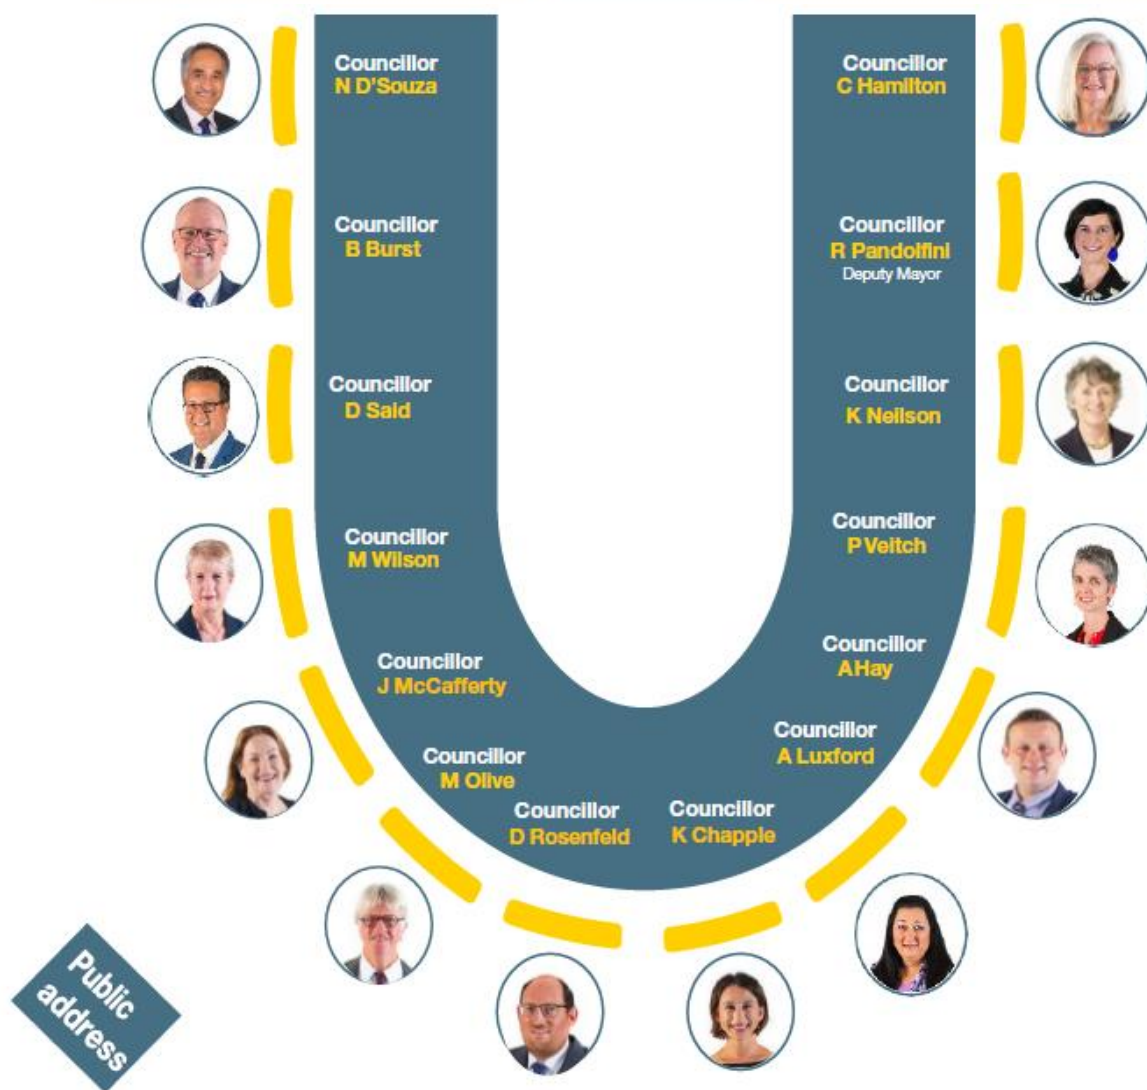 Councillor
N D'Souza
Councillor
C Hamilton
Councillor
B Burst
Councillor
R Pandolfini
Deputy Mayor
Councillor
D Said
Councillor
K Neilson
Councillor
M Wilson
Councillor
P Veitch
Councillor
J McCafferty
Councillor
A Hay
Councillor
M Olive
Councillor
A Luxford
Councillor
D Rosenfeld
Councillor
K Chapple
Public
address